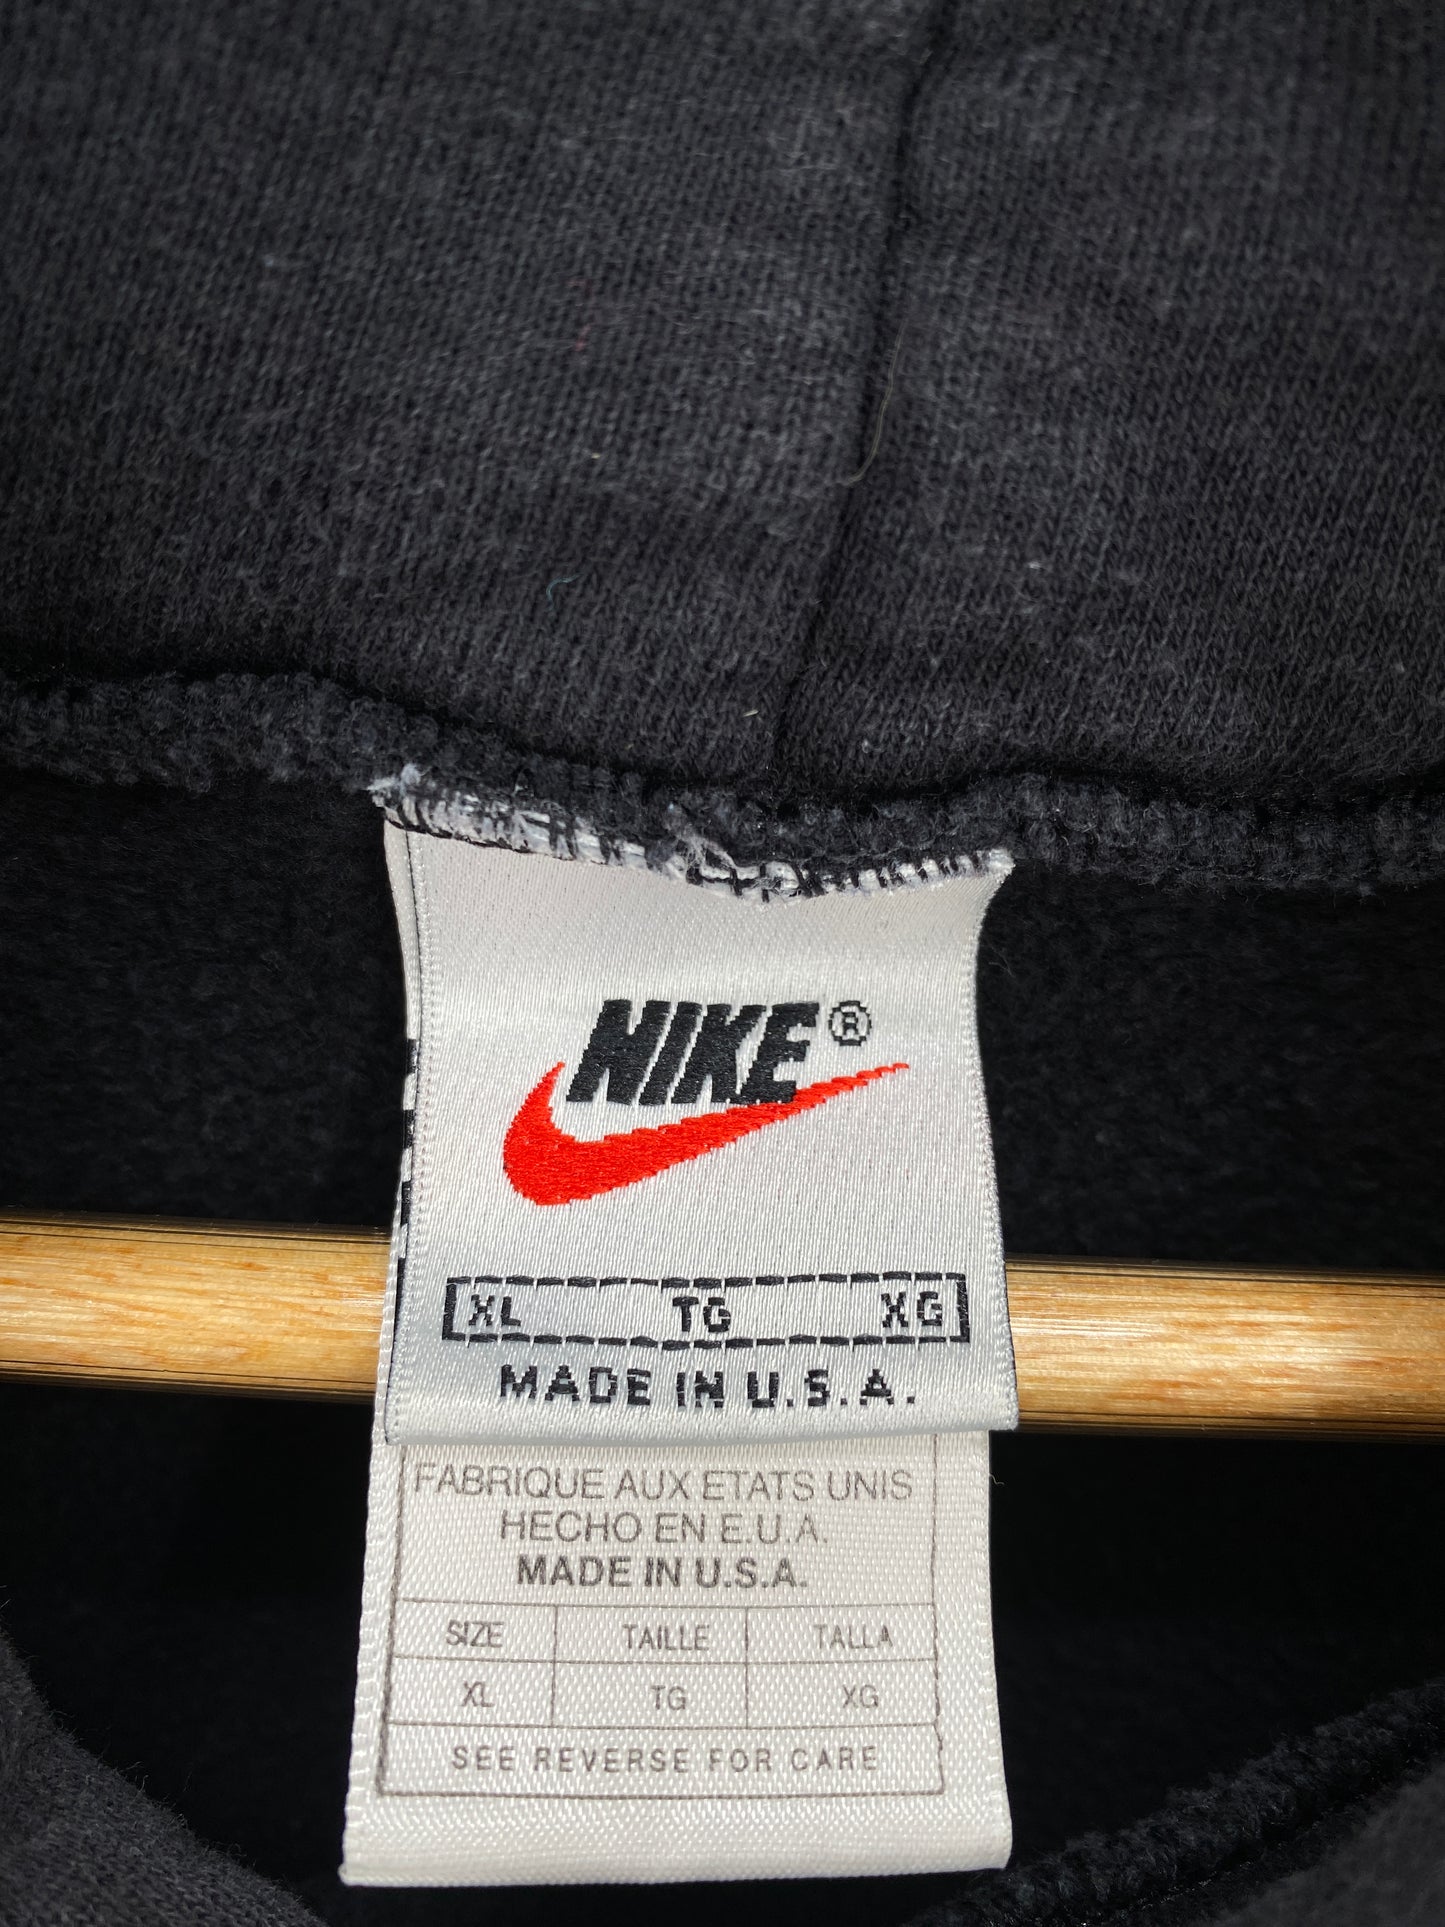 NIKE®
XL TG XG
MADE IN U.S.A.
FABRIQUE AUX ETATS UNIS
HECHO EN E.U.A.
MADE IN U.S.A.
SIZE TAILLE TALLA
XL TG XG
SEE REVERSE FOR CARE